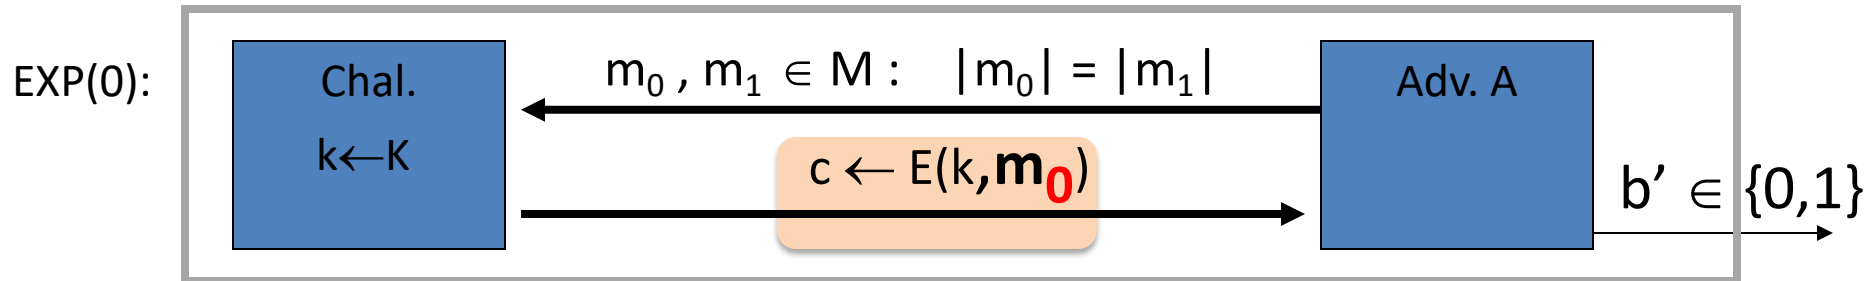 EXP(0):
Chal.
k←K
m₀ , m₁ ∈ M : |m₀| = |m₁|
c ← E(k,m₀)
Adv. A
b’ ∈ {0,1}